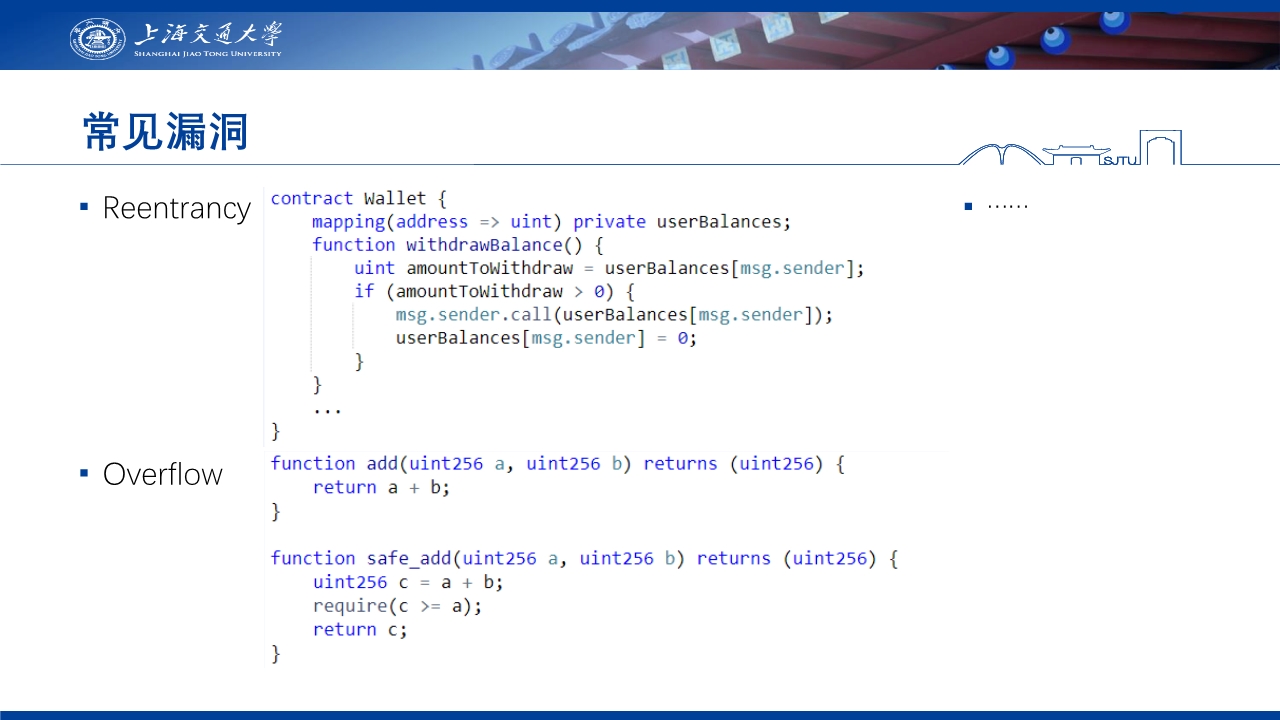 上海交通大學
SHANGHAI JIAO TONG UNIVERSITY
常见漏洞
SJTU
▪ Reentrancy
contract Wallet {
    mapping(address => uint) private userBalances;
    function withdrawBalance() {
        uint amountToWithdraw = userBalances[msg.sender];
        if (amountToWithdraw > 0) {
            msg.sender.call(userBalances[msg.sender]);
            userBalances[msg.sender] = 0;
        }
    }
    ...
}
▪ Overflow
function add(uint256 a, uint256 b) returns (uint256) {
    return a + b;
}
function safe_add(uint256 a, uint256 b) returns (uint256) {
    uint256 c = a + b;
    require(c >= a);
    return c;
}
▪ ……